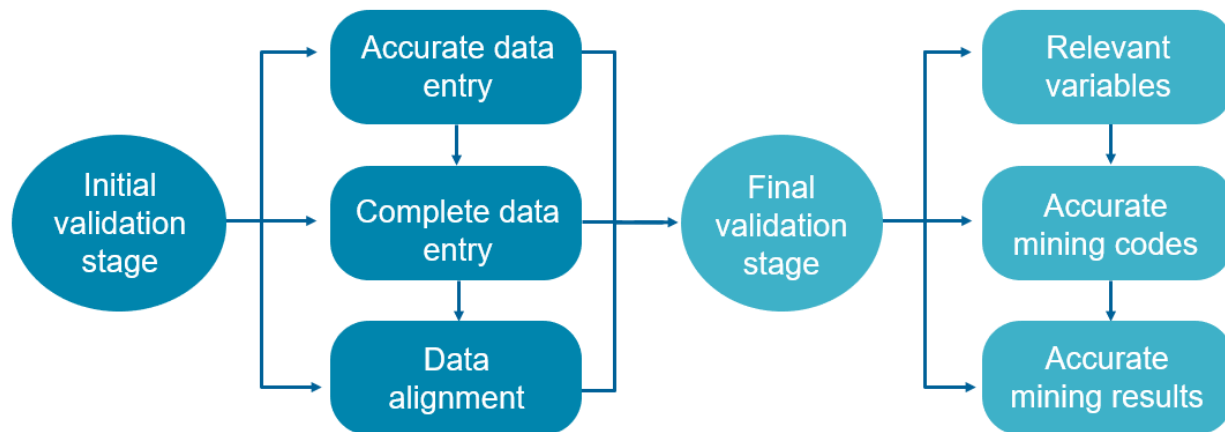 Initial
validation
stage
Accurate data
entry
Complete data
entry
Data
alignment
Final
validation
stage
Relevant
variables
Accurate
mining codes
Accurate
mining results